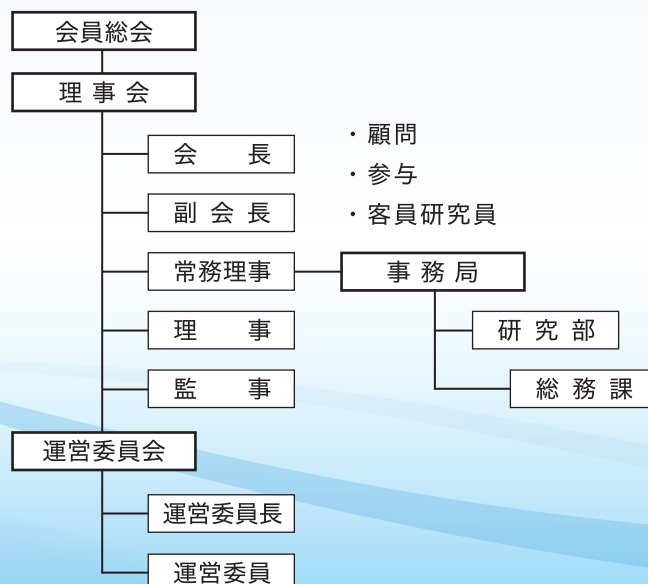 会員総会
理事会
会長
・顧問
・参与
・客員研究員
副会長
常務理事
事務局
理事
研究部
監事
総務課
運営委員会
運営委員長
運営委員